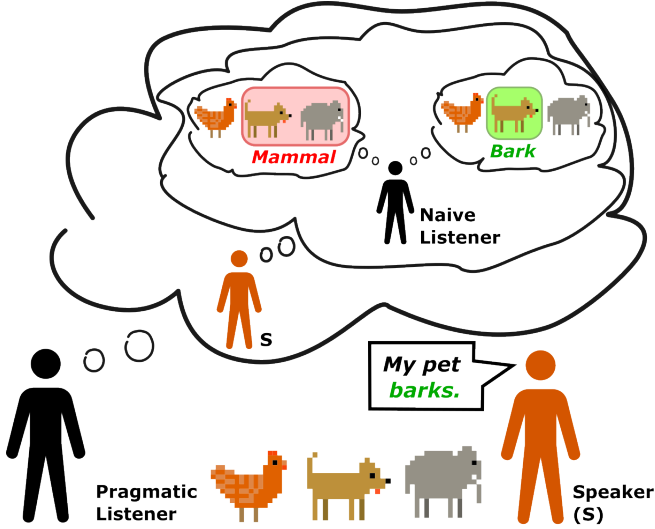 Mammal
Bark
Naive
Listener
S
My pet
barks.
Pragmatic
Listener
Speaker
(S)